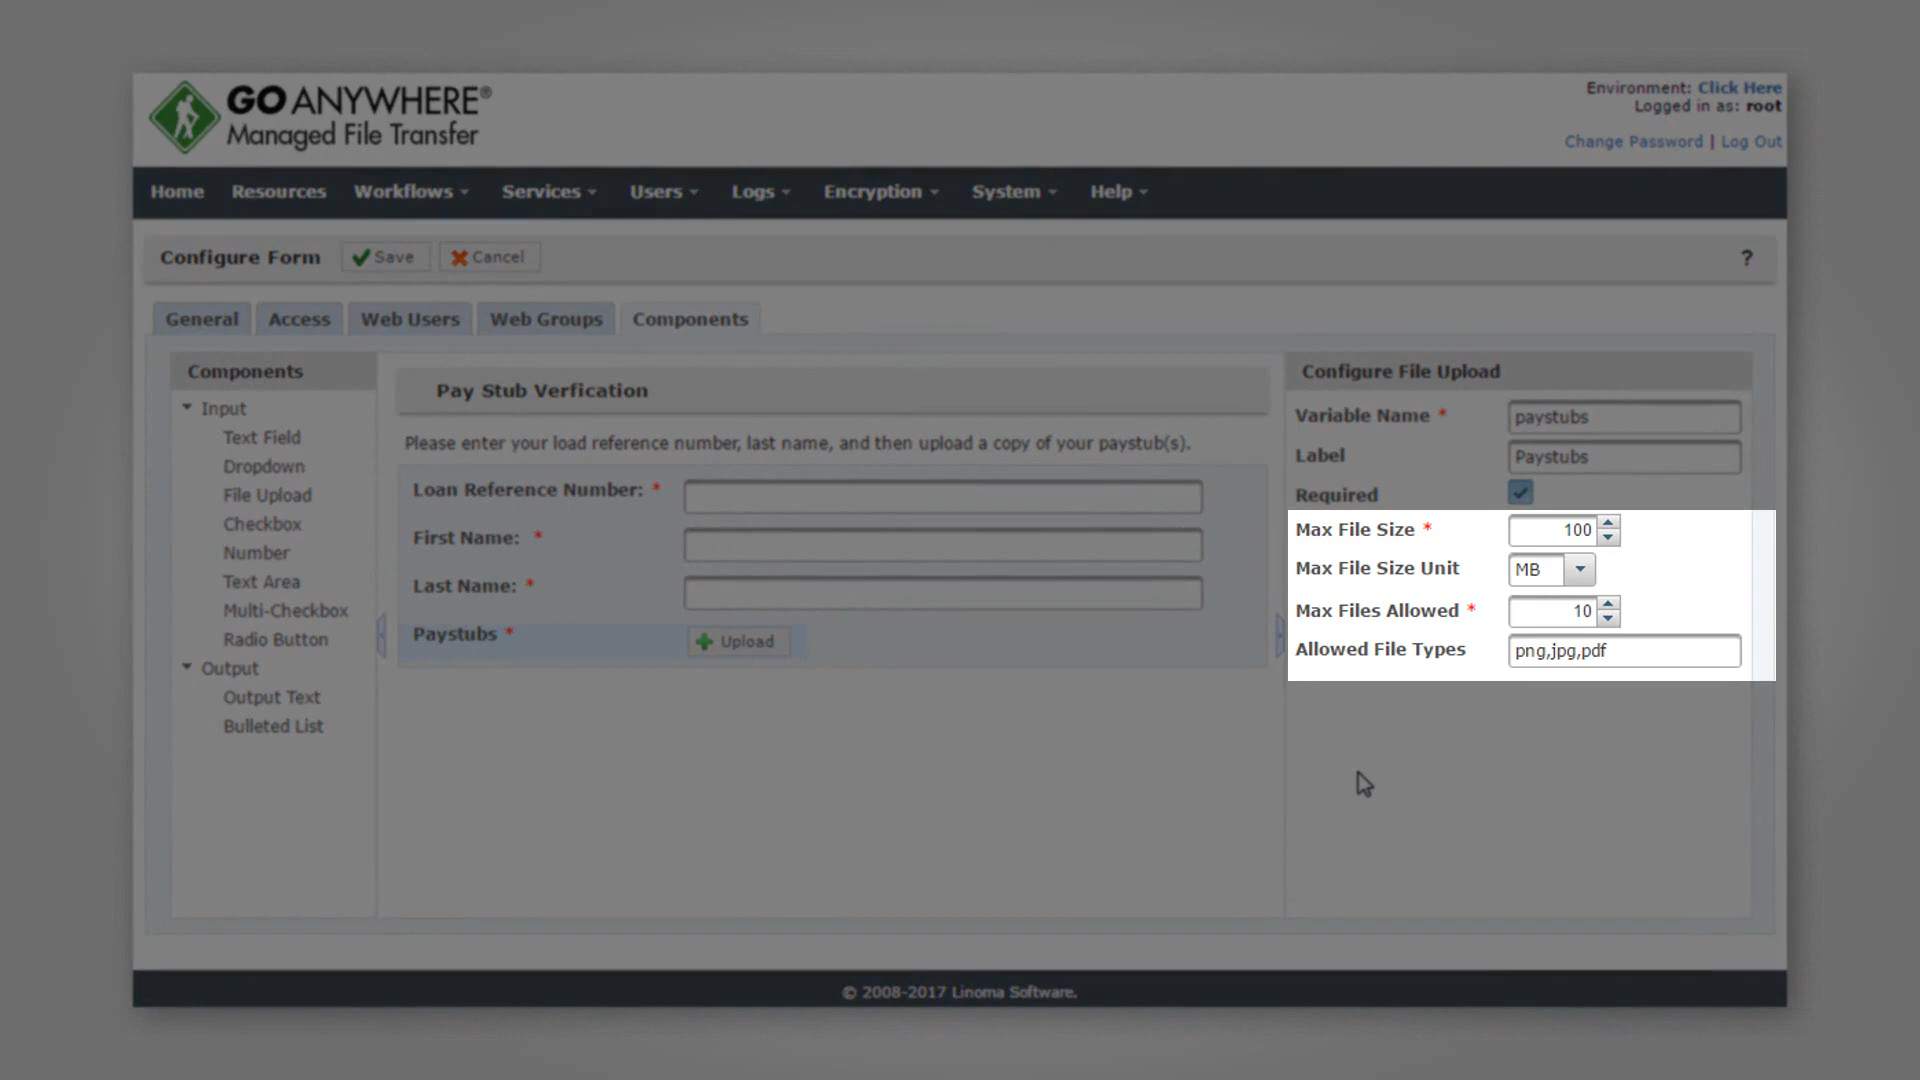 GO ANYWHERE®
Managed File Transfer
Environment: Click Here
Logged in as: root
Change Password | Log Out
Home Resources Workflows Services Users Logs Encryption System Help
Configure Form Save Cancel ?
General Access Web Users Web Groups Components
Components
Input
Text Field
Dropdown
File Upload
Checkbox
Number
Text Area
Multi-Checkbox
Radio Button
Output
Output Text
Bulleted List
Pay Stub Verfication
Please enter your load reference number, last name, and then upload a copy of your paystub(s).
Loan Reference Number: *
First Name: *
Last Name: *
Paystubs * Upload
Configure File Upload
Variable Name * paystubs
Label Paystubs
Required
Max File Size * 100
Max File Size Unit MB
Max Files Allowed * 10
Allowed File Types png,jpg,pdf
© 2008-2017 Linoma Software.